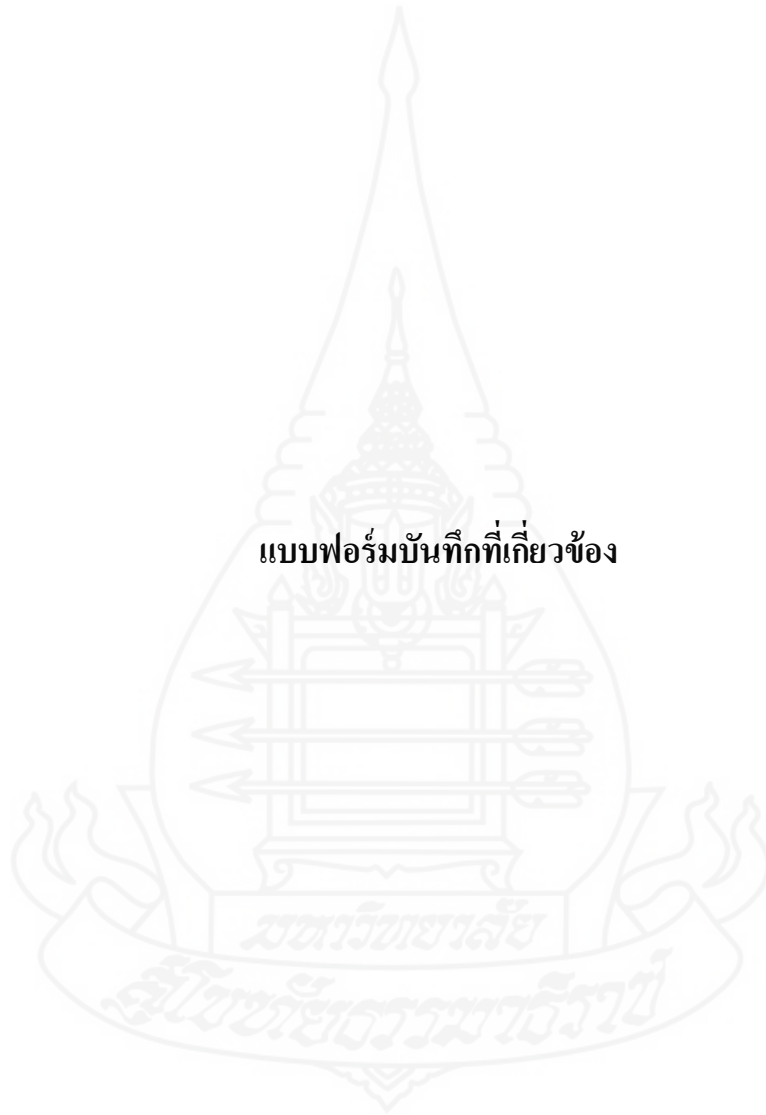 แบบฟอร์มบันทึกที่เกี่ยวข้อง
มหาวิทยาลัย
สุโขทัยธรรมาธิราช